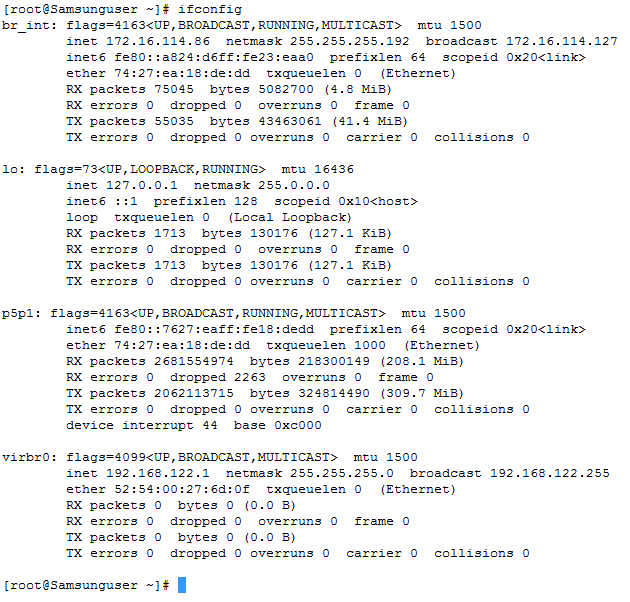 [root@Samsunguser ~]# ifconfig
br_int: flags=4163<UP,BROADCAST,RUNNING,MULTICAST>  mtu 1500
        inet 172.16.114.86  netmask 255.255.255.192  broadcast 172.16.114.127
        inet6 fe80::a824:d6ff:fe23:eaa0  prefixlen 64  scopeid 0x20<link>
        ether 74:27:ea:18:de:dd  txqueuelen 0  (Ethernet)
        RX packets 75045  bytes 5082700 (4.8 MiB)
        RX errors 0  dropped 0  overruns 0  frame 0
        TX packets 55035  bytes 43463061 (41.4 MiB)
        TX errors 0  dropped 0 overruns 0  carrier 0  collisions 0

lo: flags=73<UP,LOOPBACK,RUNNING>  mtu 16436
        inet 127.0.0.1  netmask 255.0.0.0
        inet6 ::1  prefixlen 128  scopeid 0x10<host>
        loop  txqueuelen 0  (Local Loopback)
        RX packets 1713  bytes 130176 (127.1 KiB)
        RX errors 0  dropped 0  overruns 0  frame 0
        TX packets 1713  bytes 130176 (127.1 KiB)
        TX errors 0  dropped 0 overruns 0  carrier 0  collisions 0

p5p1: flags=4163<UP,BROADCAST,RUNNING,MULTICAST>  mtu 1500
        inet6 fe80::7627:eaff:fe18:dedd  prefixlen 64  scopeid 0x20<link>
        ether 74:27:ea:18:de:dd  txqueuelen 1000  (Ethernet)
        RX packets 2681554974  bytes 218300149 (208.1 MiB)
        RX errors 0  dropped 2263  overruns 0  frame 0
        TX packets 2062113715  bytes 324814490 (309.7 MiB)
        TX errors 0  dropped 0 overruns 0  carrier 0  collisions 0
        device interrupt 44  base 0xc000

virbr0: flags=4099<UP,BROADCAST,MULTICAST>  mtu 1500
        inet 192.168.122.1  netmask 255.255.255.0  broadcast 192.168.122.255
        ether 52:54:00:27:6d:0f  txqueuelen 0  (Ethernet)
        RX packets 0  bytes 0 (0.0 B)
        RX errors 0  dropped 0  overruns 0  frame 0
        TX packets 0  bytes 0 (0.0 B)
        TX errors 0  dropped 0 overruns 0  carrier 0  collisions 0

[root@Samsunguser ~]#